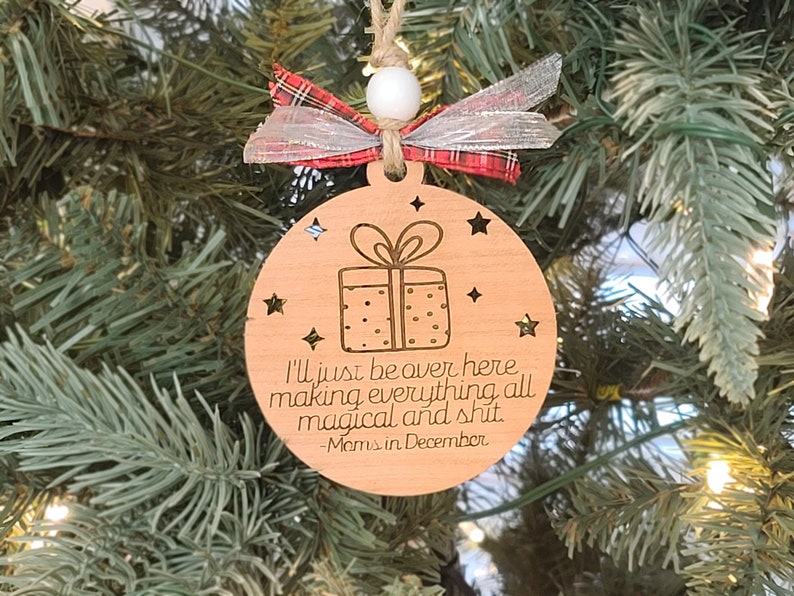 I'll just be over here
making everything all
magical and shit.
-Moms in December